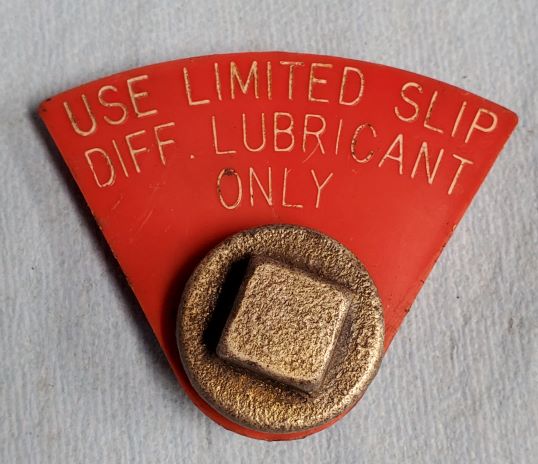 USE LIMITED SLIP
DIFF. LUBRICANT
ONLY